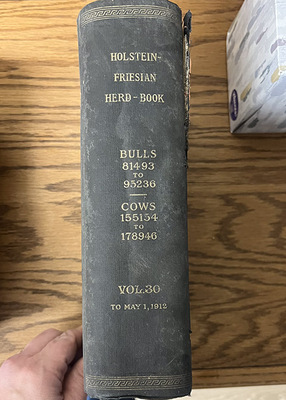 HOLSTEIN-
FRIESIAN
HERD-BOOK
BULLS
81493
TO
95236
COWS
155154
TO
178946
VOL.30
TO MAY 1, 1912